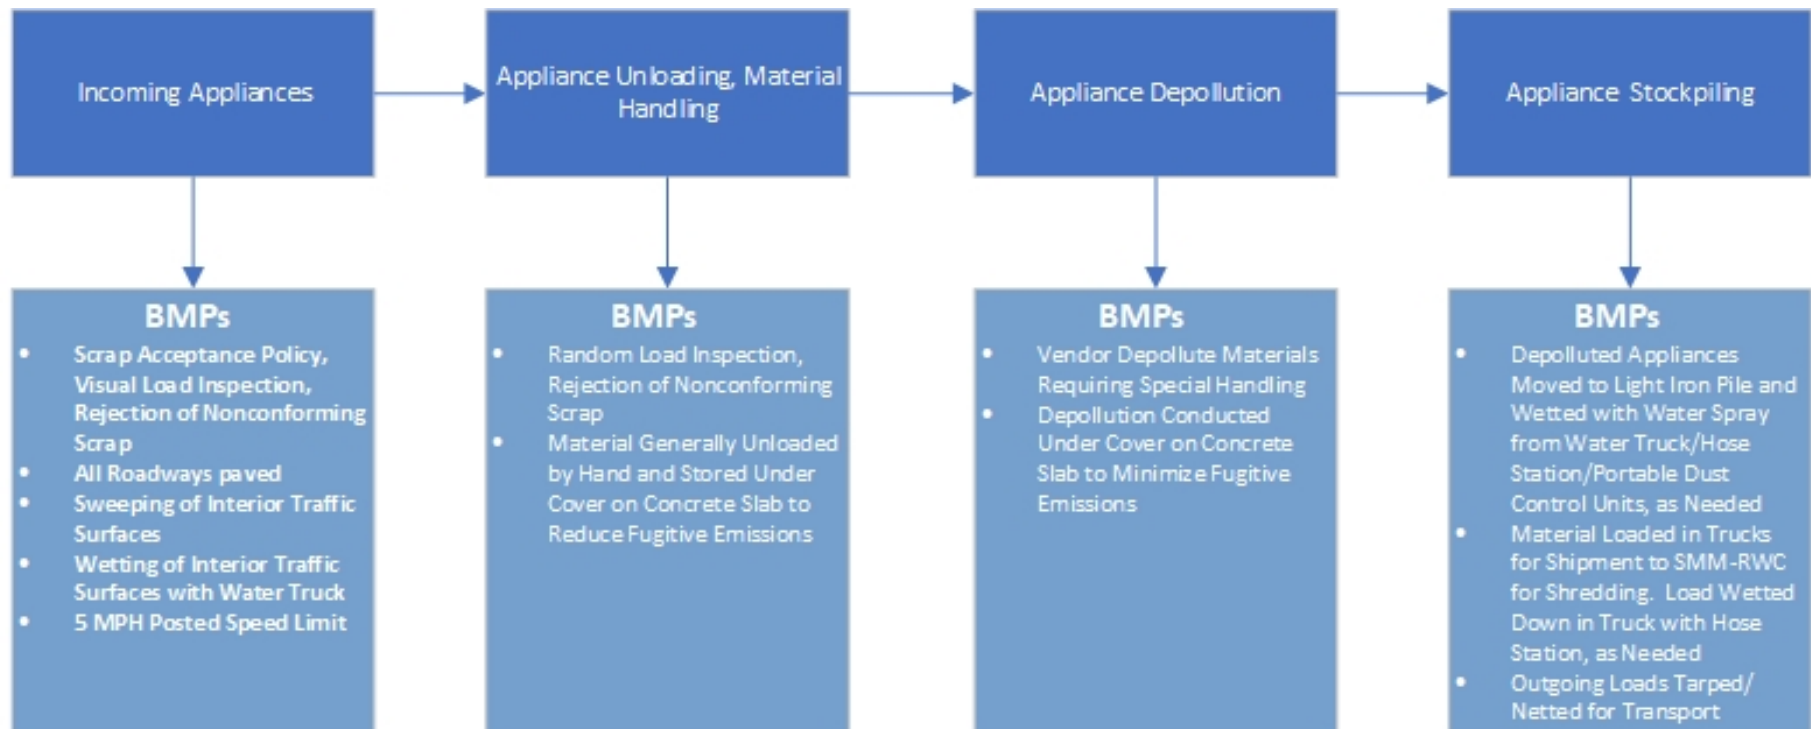 Incoming Appliances
Appliance Unloading, Material
Handling
Appliance Depollution
Appliance Stockpiling
BMPs
• Scrap Acceptance Policy,
Visual Load Inspection,
Rejection of Nonconforming
Scrap
• All Roadways paved
• Sweeping of Interior Traffic
Surfaces
• Wetting of Interior Traffic
Surfaces with Water Truck
• 5 MPH Posted Speed Limit
BMPs
• Random Load Inspection,
Rejection of Nonconforming
Scrap
• Material Generally Unloaded
by Hand and Stored Under
Cover on Concrete Slab to
Reduce Fugitive Emissions
BMPs
• Vendor Depollute Materials
Requiring Special Handling
• Depollution Conducted
Under Cover on Concrete
Slab to Minimize Fugitive
Emissions
BMPs
• Depolluted Appliances
Moved to Light Iron Pile and
Wetted with Water Spray
from Water Truck/Hose
Station/Portable Dust
Control Units, as Needed
• Material Loaded in Trucks
for Shipment to SMM-RWC
for Shredding. Load Wetted
Down in Truck with Hose
Station, as Needed
• Outgoing Loads Tarped/
Netted for Transport